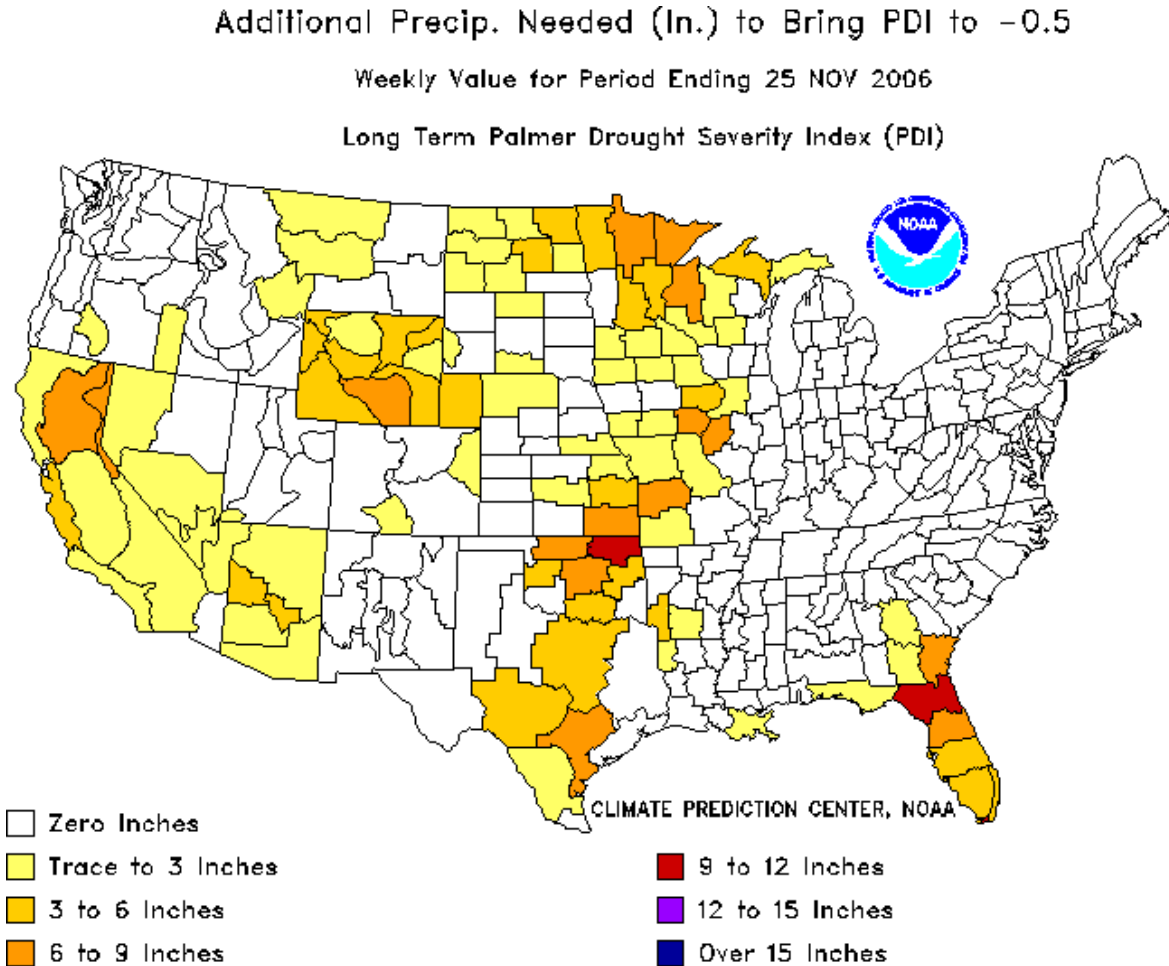 Additional Precip. Needed (In.) to Bring PDI to -0.5
Weekly Value for Period Ending 25 NOV 2006
Long Term Palmer Drought Severity Index (PDI)
NOAA
CLIMATE PREDICTION CENTER, NOAA
Zero Inches
Trace to 3 Inches
3 to 6 Inches
6 to 9 Inches
9 to 12 Inches
12 to 15 Inches
Over 15 Inches